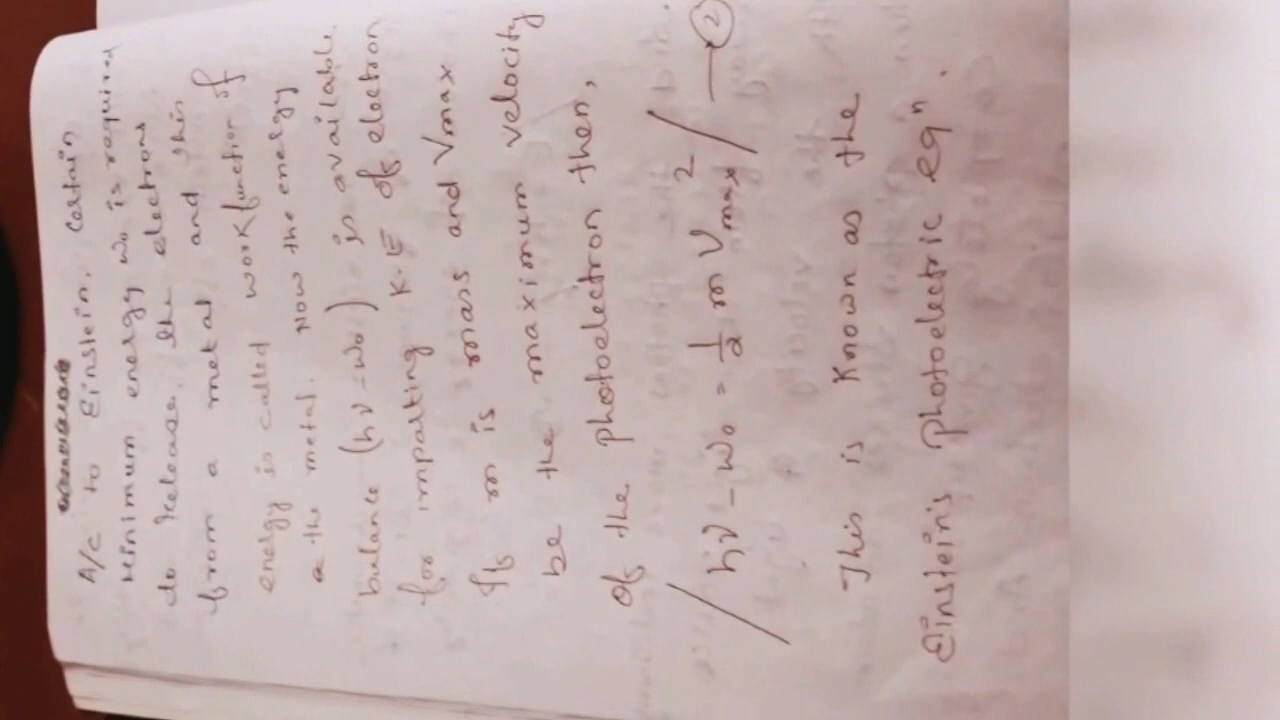 A/c to Einstein. Certain
Minimum energy W₀ is required
to release the electrons
from a metal and this
energy is called work function of
the metal. Now the energy
balance (hν-W₀) is available
for imparting K.E of electron
If m is mass and Vmax
be the maximum velocity
of the photoelectron then,
/ hν - W₀ = 1/2 m V²max / → ②
This is known as the
Einstein's photoelectric eqⁿ.